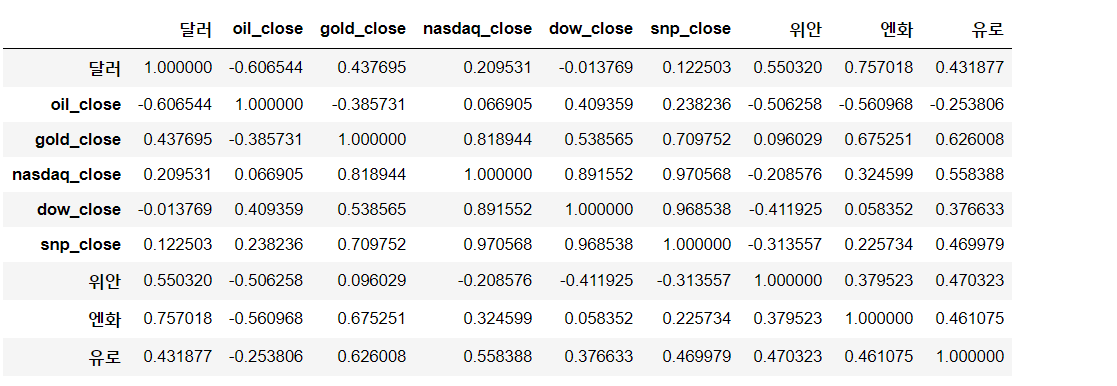 달러 oil_close gold_close nasdaq_close dow_close snp_close 위안 엔화 유로
달러 1.000000 -0.606544 0.437695 0.209531 -0.013769 0.122503 0.550320 0.757018 0.431877
oil_close -0.606544 1.000000 -0.385731 0.066905 0.409359 0.238236 -0.506258 -0.560968 -0.253806
gold_close 0.437695 -0.385731 1.000000 0.818944 0.538565 0.709752 0.096029 0.675251 0.626008
nasdaq_close 0.209531 0.066905 0.818944 1.000000 0.891552 0.970568 -0.208576 0.324599 0.558388
dow_close -0.013769 0.409359 0.538565 0.891552 1.000000 0.968538 -0.411925 0.058352 0.376633
snp_close 0.122503 0.238236 0.709752 0.970568 0.968538 1.000000 -0.313557 0.225734 0.469979
위안 0.550320 -0.506258 0.096029 -0.208576 -0.411925 -0.313557 1.000000 0.379523 0.470323
엔화 0.757018 -0.560968 0.675251 0.324599 0.058352 0.225734 0.379523 1.000000 0.461075
유로 0.431877 -0.253806 0.626008 0.558388 0.376633 0.469979 0.470323 0.461075 1.000000